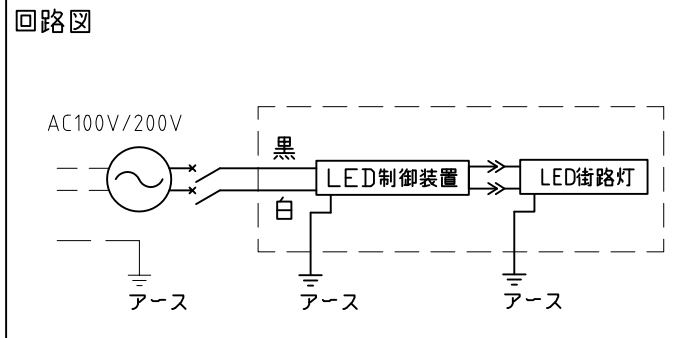 回路図
AC100V/200V
黒
LED制御装置
LED街路灯
白
アース
アース
アース